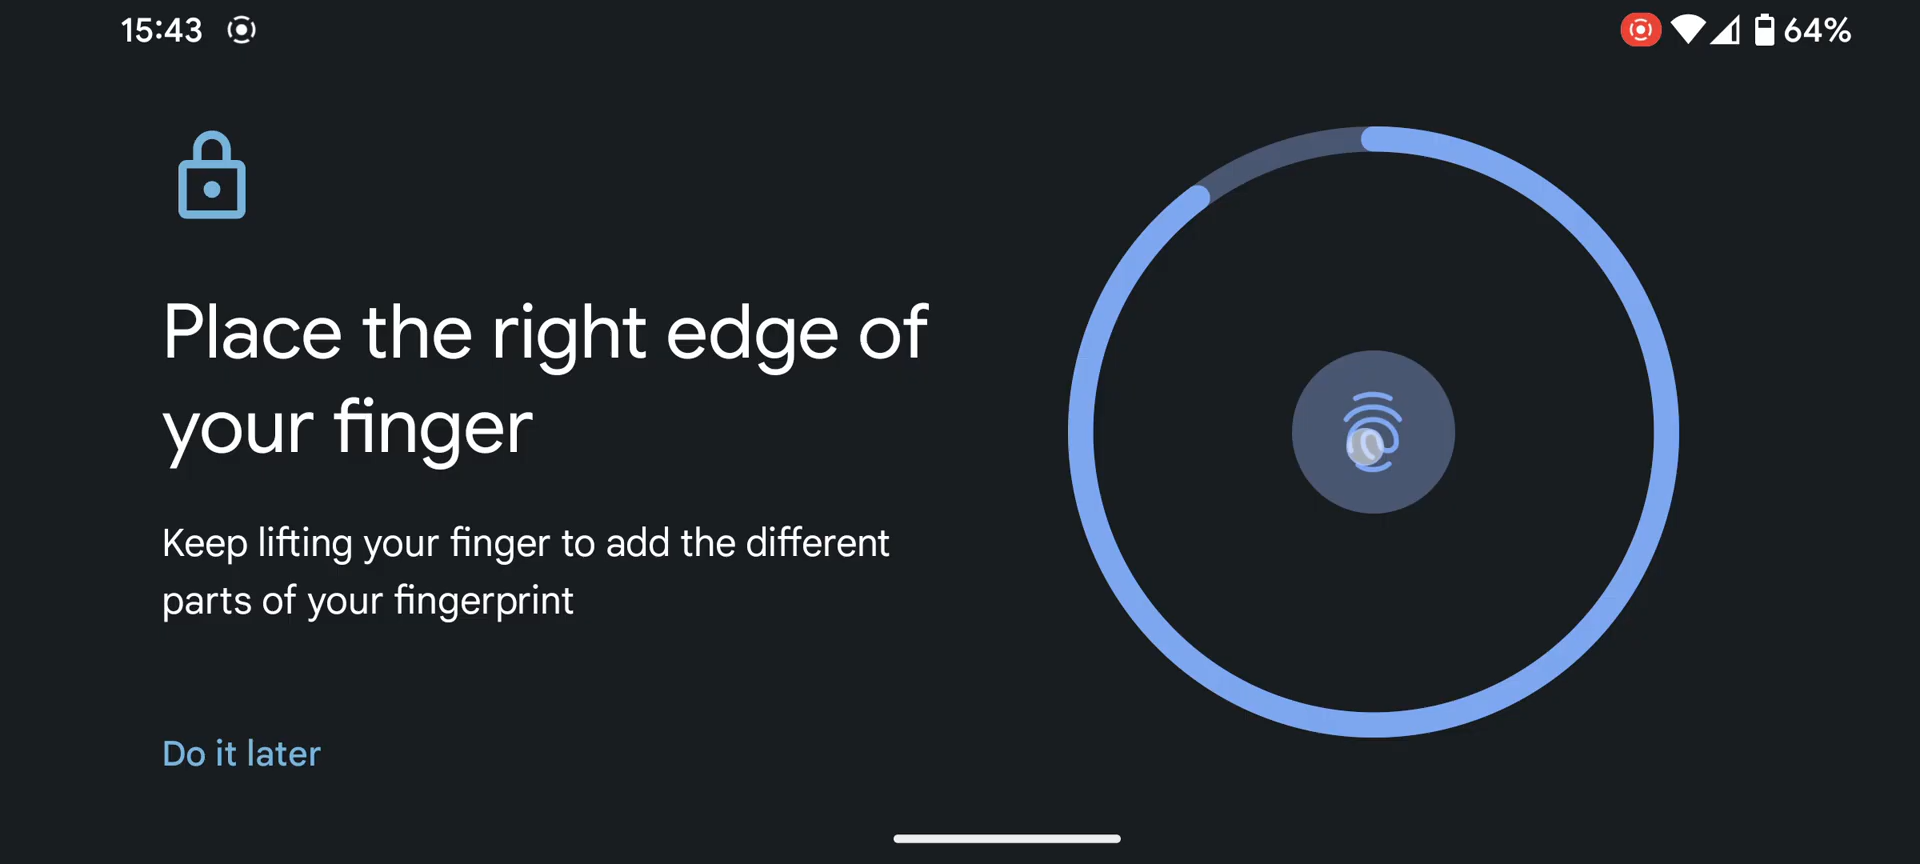 15:43
64%
Place the right edge of
your finger
Keep lifting your finger to add the different
parts of your fingerprint
Do it later